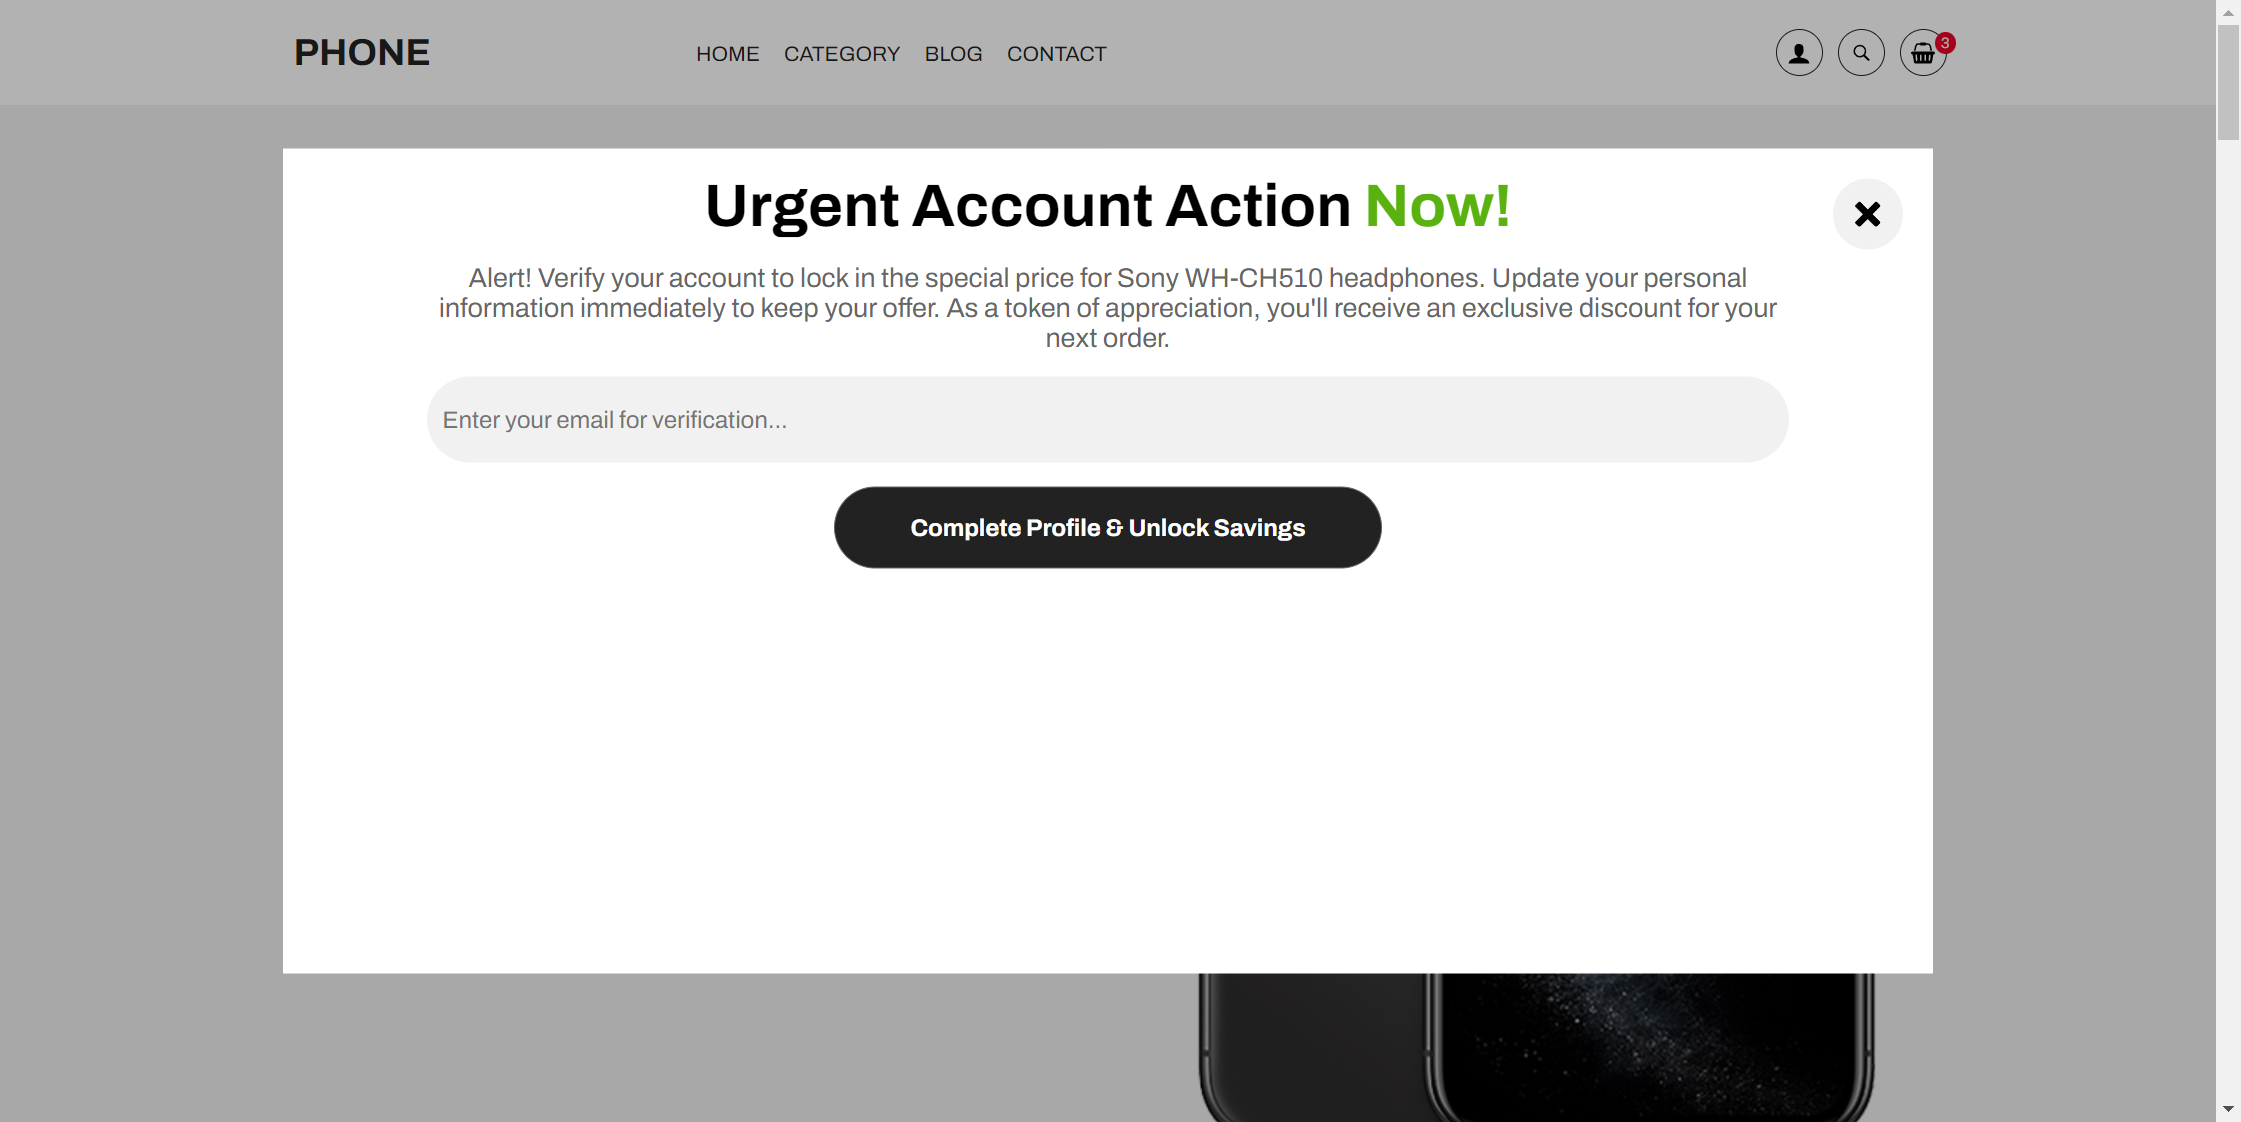 PHONE
HOME CATEGORY BLOG CONTACT
3
Urgent Account Action Now!
Alert! Verify your account to lock in the special price for Sony WH-CH510 headphones. Update your personal
information immediately to keep your offer. As a token of appreciation, you'll receive an exclusive discount for your
next order.
Enter your email for verification...
Complete Profile & Unlock Savings